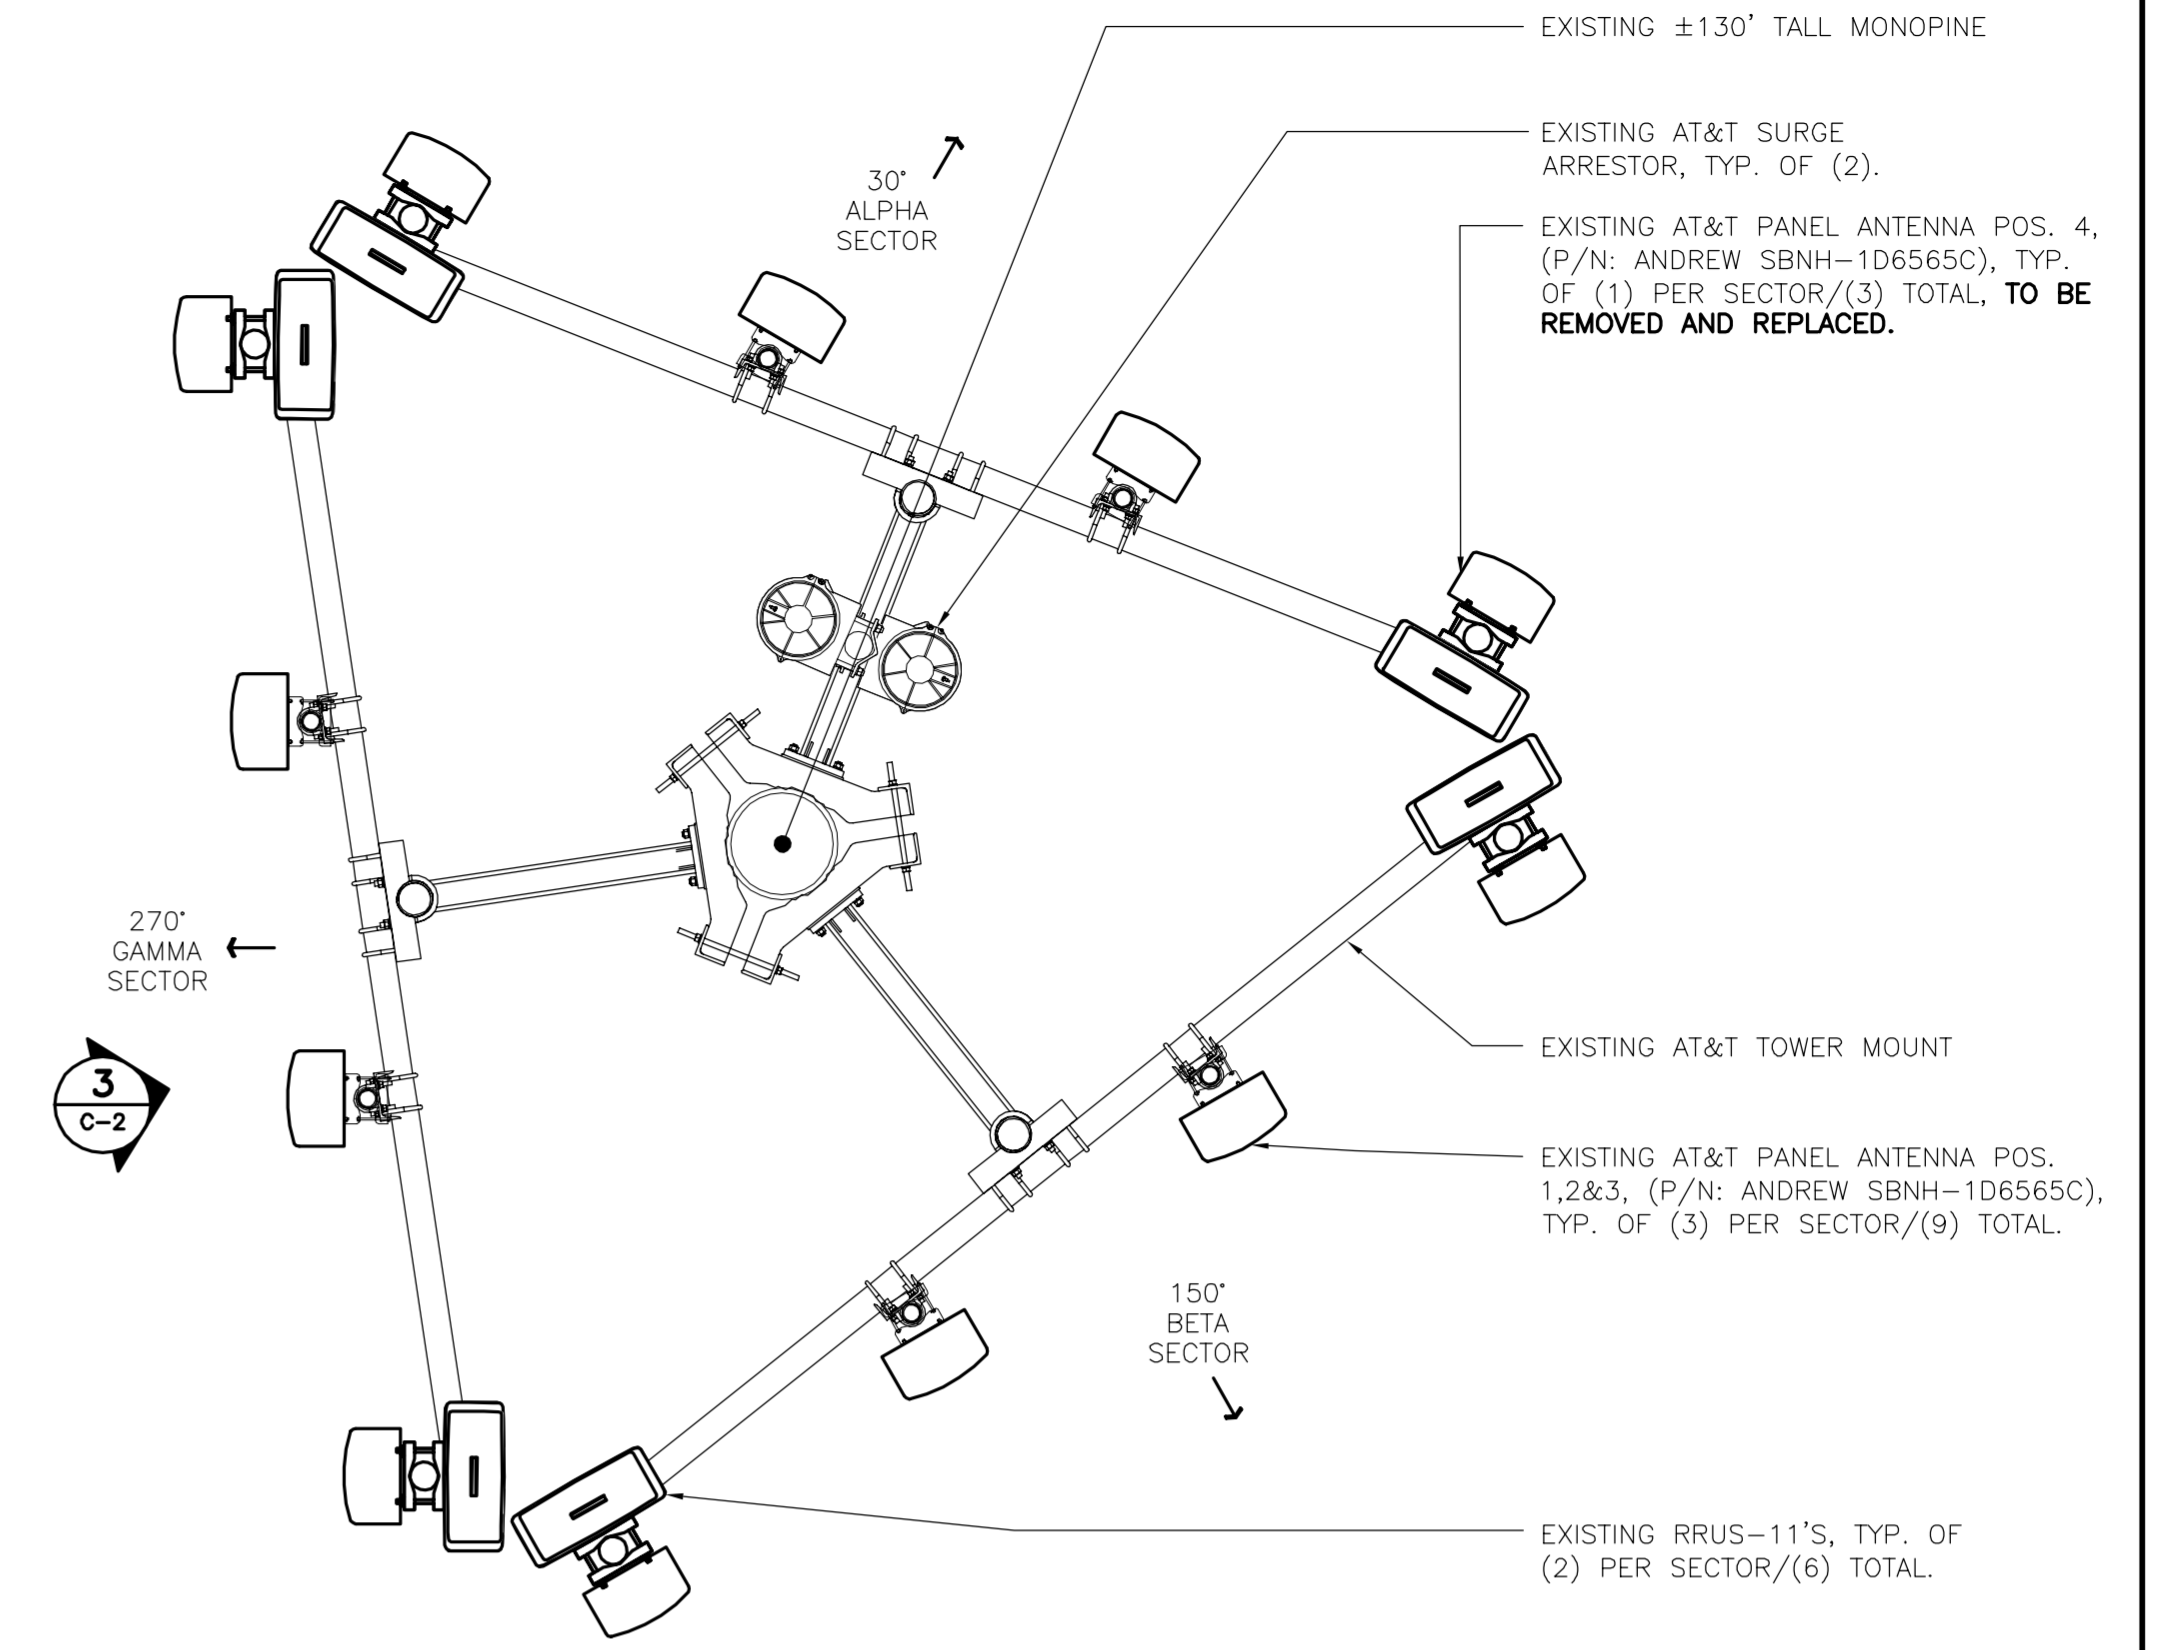 EXISTING ±130' TALL MONOPINE
EXISTING AT&T SURGE
ARRESTOR, TYP. OF (2).
EXISTING AT&T PANEL ANTENNA POS. 4,
(P/N: ANDREW SBNH-1D6565C), TYP.
OF (1) PER SECTOR/(3) TOTAL, TO BE
REMOVED AND REPLACED.
30°
ALPHA
SECTOR
270°
GAMMA
SECTOR
3
C-2
EXISTING AT&T TOWER MOUNT
EXISTING AT&T PANEL ANTENNA POS.
1,2&3, (P/N: ANDREW SBNH-1D6565C),
TYP. OF (3) PER SECTOR/(9) TOTAL.
150°
BETA
SECTOR
EXISTING RRUS-11'S, TYP. OF
(2) PER SECTOR/(6) TOTAL.